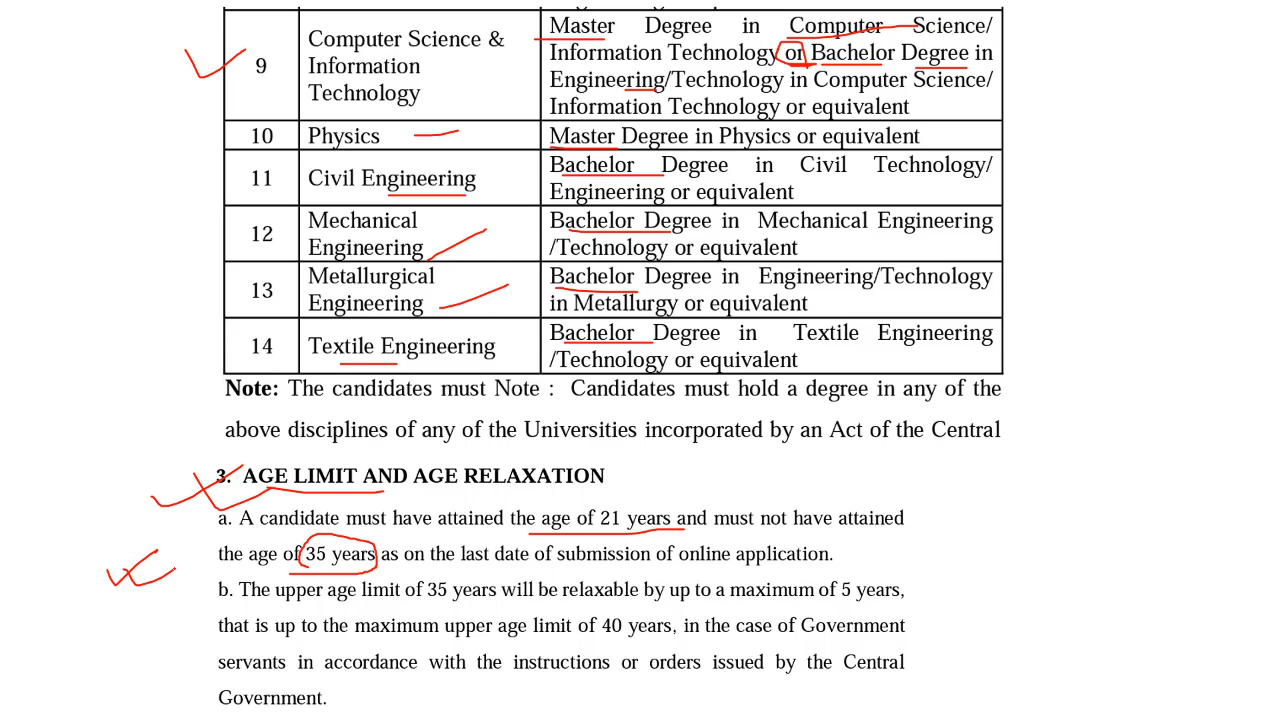 9
Computer Science &
Information
Technology
Master Degree in Computer Science/
Information Technology or Bachelor Degree in
Engineering/Technology in Computer Science/
Information Technology or equivalent
10 Physics Master Degree in Physics or equivalent
11 Civil Engineering
Bachelor Degree in Civil Technology/
Engineering or equivalent
12
Mechanical
Engineering
Bachelor Degree in Mechanical Engineering
/Technology or equivalent
13
Metallurgical
Engineering
Bachelor Degree in Engineering/Technology
in Metallurgy or equivalent
14 Textile Engineering
Bachelor Degree in Textile Engineering
/Technology or equivalent
Note: The candidates must Note : Candidates must hold a degree in any of the
above disciplines of any of the Universities incorporated by an Act of the Central
3. AGE LIMIT AND AGE RELAXATION
a. A candidate must have attained the age of 21 years and must not have attained
the age of 35 years as on the last date of submission of online application.
b. The upper age limit of 35 years will be relaxable by up to a maximum of 5 years,
that is up to the maximum upper age limit of 40 years, in the case of Government
servants in accordance with the instructions or orders issued by the Central
Government.